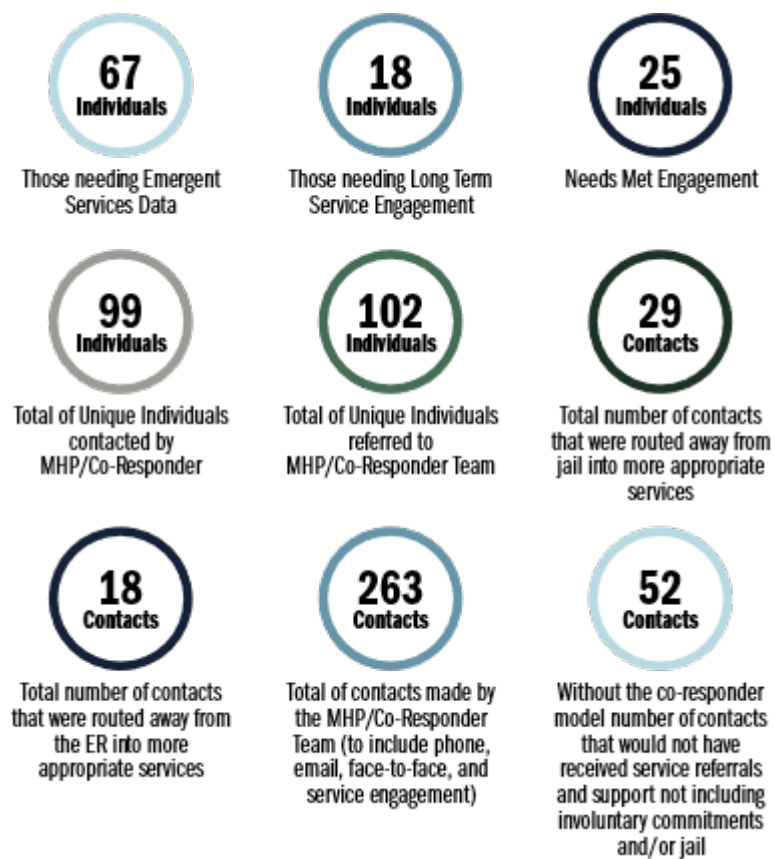 67
Individuals
Those needing Emergent
Services Data
18
Individuals
Those needing Long Term
Service Engagement
25
Individuals
Needs Met Engagement
99
Individuals
Total of Unique Individuals
contacted by
MHP/Co-Responder
102
Individuals
Total of Unique Individuals
referred to
MHP/Co-Responder Team
29
Contacts
Total number of contacts
that were routed away from
jail into more appropriate
services
18
Contacts
Total number of contacts
that were routed away from
the ER into more
appropriate services
263
Contacts
Total of contacts made by
the MHP/Co-Responder
Team (to include phone,
email, face-to-face, and
service engagement)
52
Contacts
Without the co-responder
model number of contacts
that would not have
received service referrals
and support not including
involuntary commitments
and/or jail